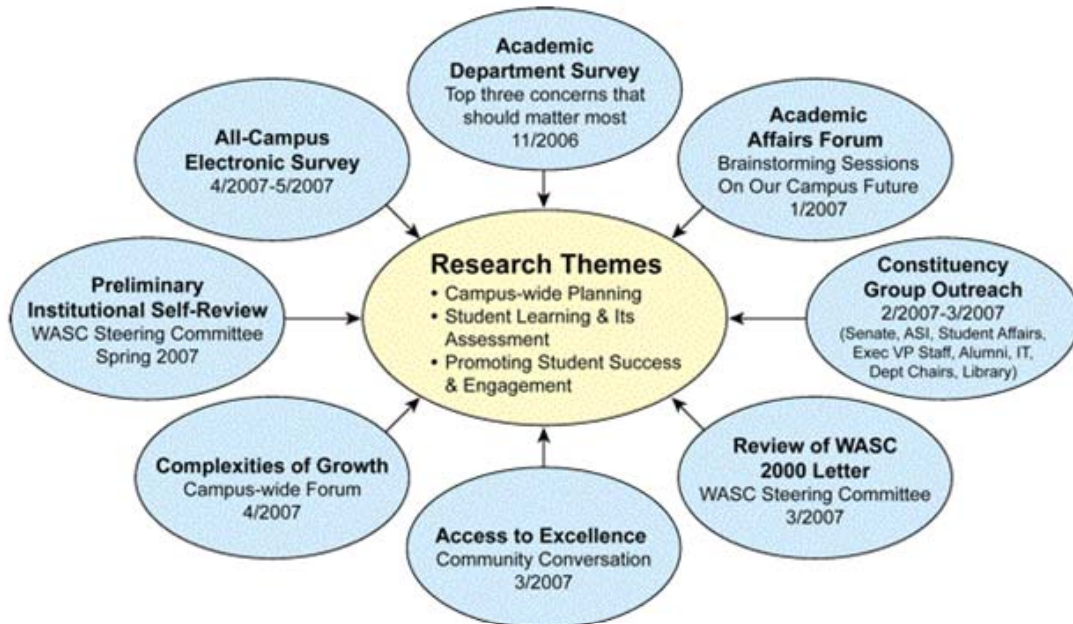 Academic
Department Survey
Top three concerns that
should matter most
11/2006
Academic
Affairs Forum
Brainstorming Sessions
On Our Campus Future
1/2007
Constituency
Group Outreach
2/2007-3/2007
(Senate, ASI, Student Affairs,
Exec VP Staff, Alumni, IT,
Dept Chairs, Library)
Review of WASC
2000 Letter
WASC Steering Committee
3/2007
Access to Excellence
Community Conversation
3/2007
Complexities of Growth
Campus-wide Forum
4/2007
Preliminary
Institutional Self-Review
WASC Steering Committee
Spring 2007
All-Campus
Electronic Survey
4/2007-5/2007
Research Themes
• Campus-wide Planning
• Student Learning & Its
Assessment
• Promoting Student Success
& Engagement